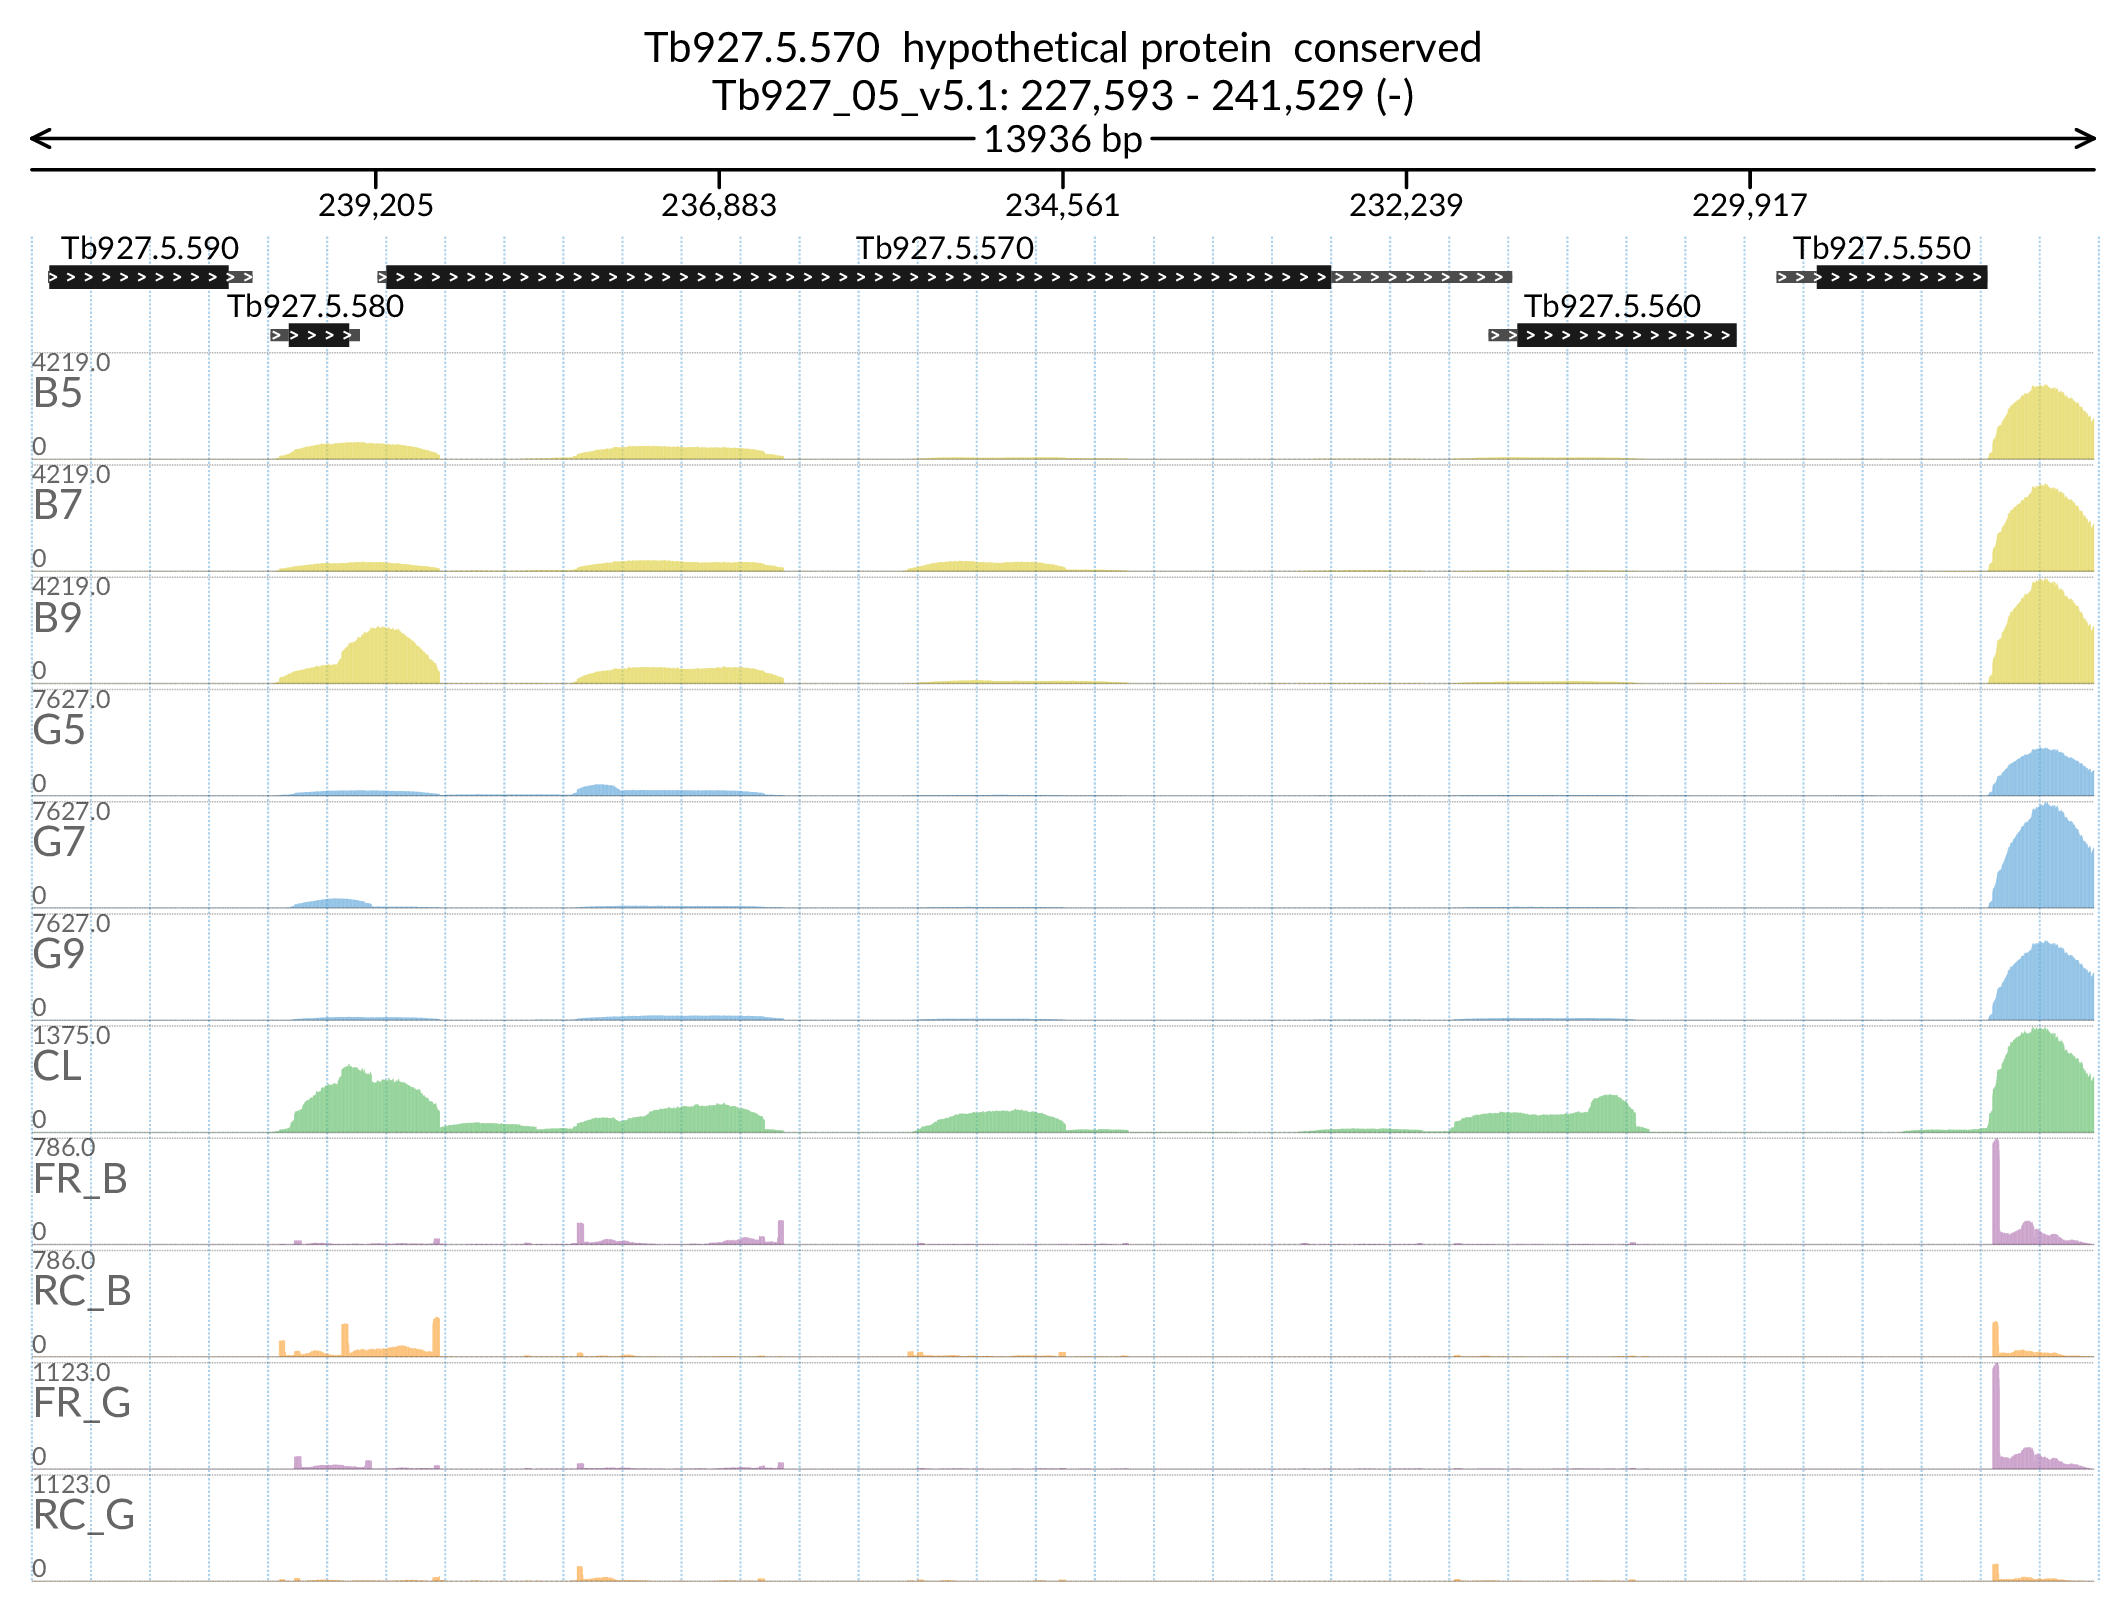 Tb927.5.570  hypothetical protein  conserved
Tb927_05_v5.1: 227,593 - 241,529 (-)
13936 bp
239,205 236,883 234,561 232,239 229,917
Tb927.5.590 Tb927.5.570 Tb927.5.550
Tb927.5.580 Tb927.5.560
4219.0
B5
0
4219.0
B7
0
4219.0
B9
0
7627.0
G5
0
7627.0
G7
0
7627.0
G9
0
1375.0
CL
0
786.0
FR_B
0
786.0
RC_B
0
1123.0
FR_G
0
1123.0
RC_G
0